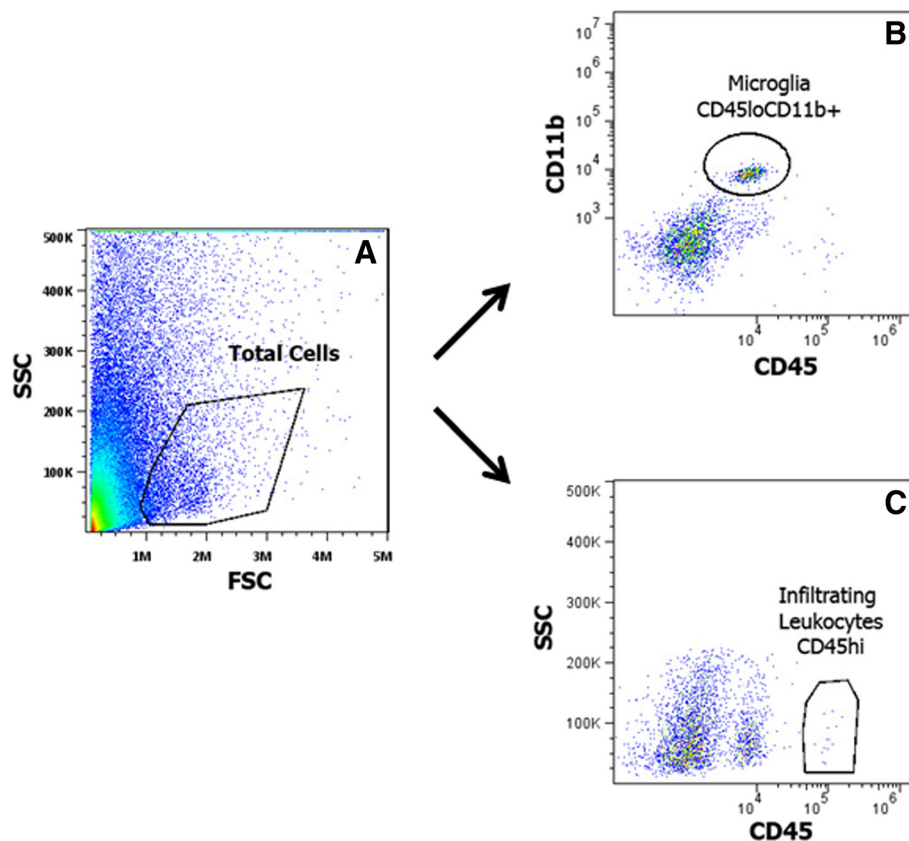 A
500K
400K
300K
200K
100K
SSC
Total Cells
1M 2M 3M 4M 5M
FSC
B
10^7
10^6
10^5
10^4
10^3
CD11b
Microglia
CD45loCD11b+
10^4 10^5 10^6
CD45
C
500K
400K
300K
200K
100K
SSC
Infiltrating
Leukocytes
CD45hi
10^4 10^5 10^6
CD45